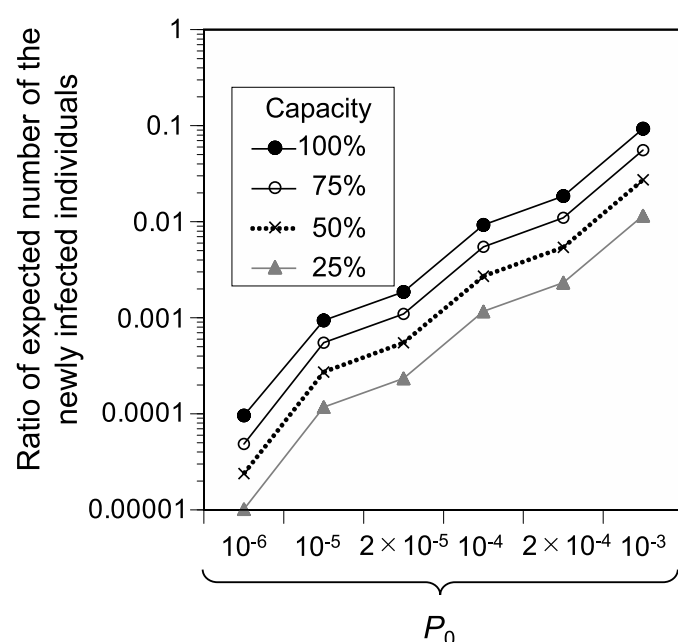 Ratio of expected number of the
newly infected individuals
1
0.1
0.01
0.001
0.0001
0.00001
Capacity
100%
75%
50%
25%
10⁻⁶ 10⁻⁵ 2 × 10⁻⁵ 10⁻⁴ 2 × 10⁻⁴ 10⁻³
P₀